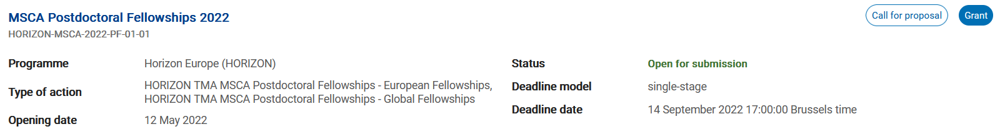 MSCA Postdoctoral Fellowships 2022
Call for proposal
Grant
HORIZON-MSCA-2022-PF-01-01
Programme
Horizon Europe (HORIZON)
Type of action
HORIZON TMA MSCA Postdoctoral Fellowships - European Fellowships,
HORIZON TMA MSCA Postdoctoral Fellowships - Global Fellowships
Opening date
12 May 2022
Status
Open for submission
Deadline model
single-stage
Deadline date
14 September 2022 17:00:00 Brussels time